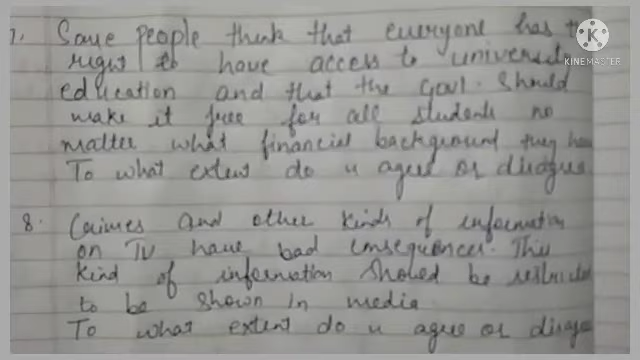 7. Some people think that everyone has the
right to have access to university
education and that the Govt. should
make it free for all students no
matter what financial background they have
To what extent do u agree or disagree
8. Crimes and other kinds of information
on TV have bad consequences. This
kind of information should be restricted
to be shown in media
To what extent do u agree or disagree
KINEMASTER